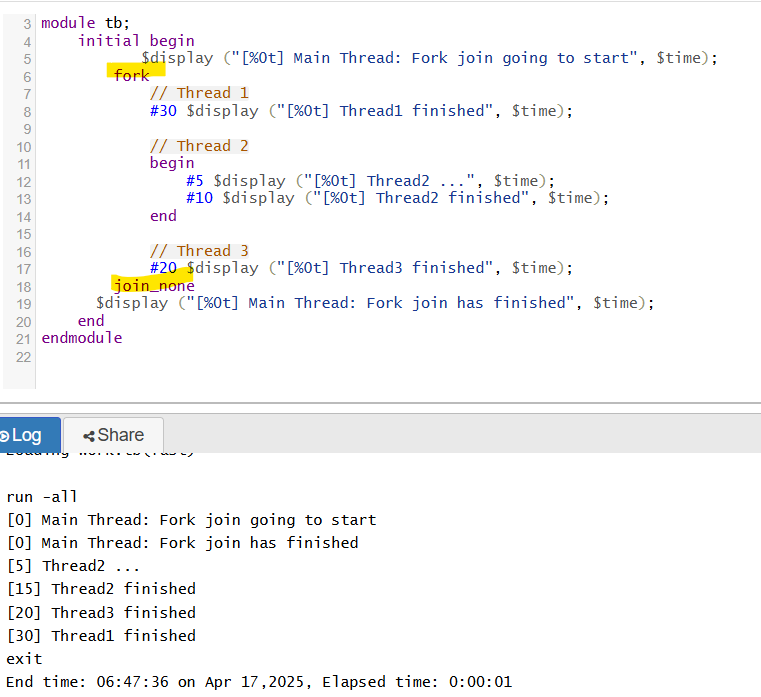 3 module tb;
4 initial begin
5 $display ("[%0t] Main Thread: Fork join going to start", $time);
6 fork
7 // Thread 1
8 #30 $display ("[%0t] Thread1 finished", $time);
9
10 // Thread 2
11 begin
12 #5 $display ("[%0t] Thread2 ...", $time);
13 #10 $display ("[%0t] Thread2 finished", $time);
14 end
15
16 // Thread 3
17 #20 $display ("[%0t] Thread3 finished", $time);
18 join_none
19 $display ("[%0t] Main Thread: Fork join has finished", $time);
20 end
21 endmodule
22
Log Share
Loading work.tb(fast)
run -all
[0] Main Thread: Fork join going to start
[0] Main Thread: Fork join has finished
[5] Thread2 ...
[15] Thread2 finished
[20] Thread3 finished
[30] Thread1 finished
exit
End time: 06:47:36 on Apr 17,2025, Elapsed time: 0:00:01